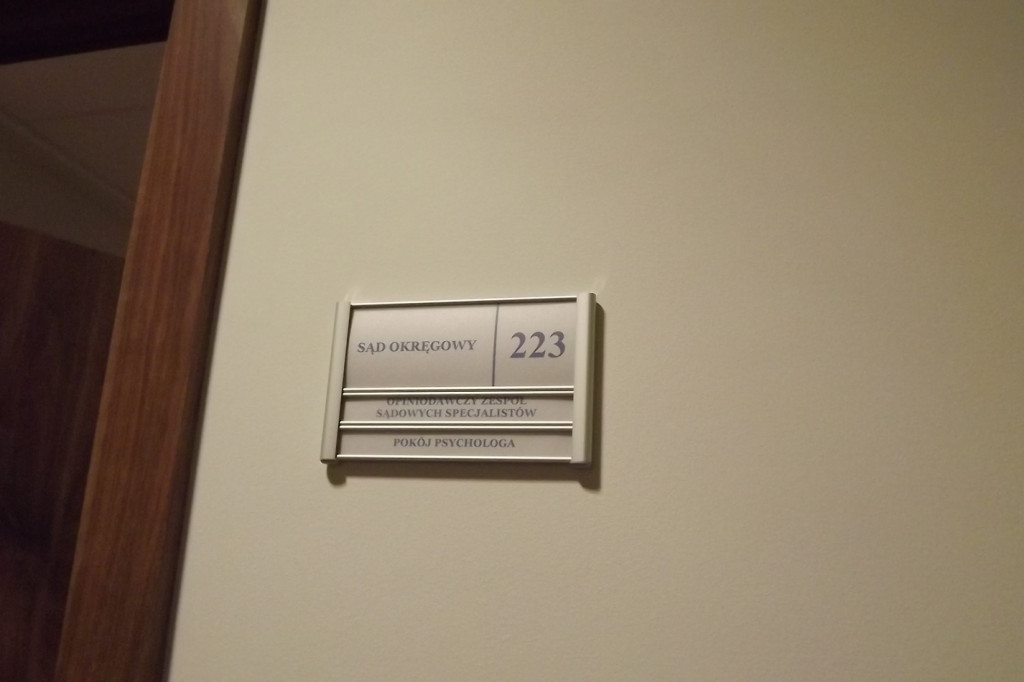 SĄD OKRĘGOWY 223
OPINIODAWCZY ZESPÓŁ
SĄDOWYCH SPECJALISTÓW
POKÓJ PSYCHOLOGA